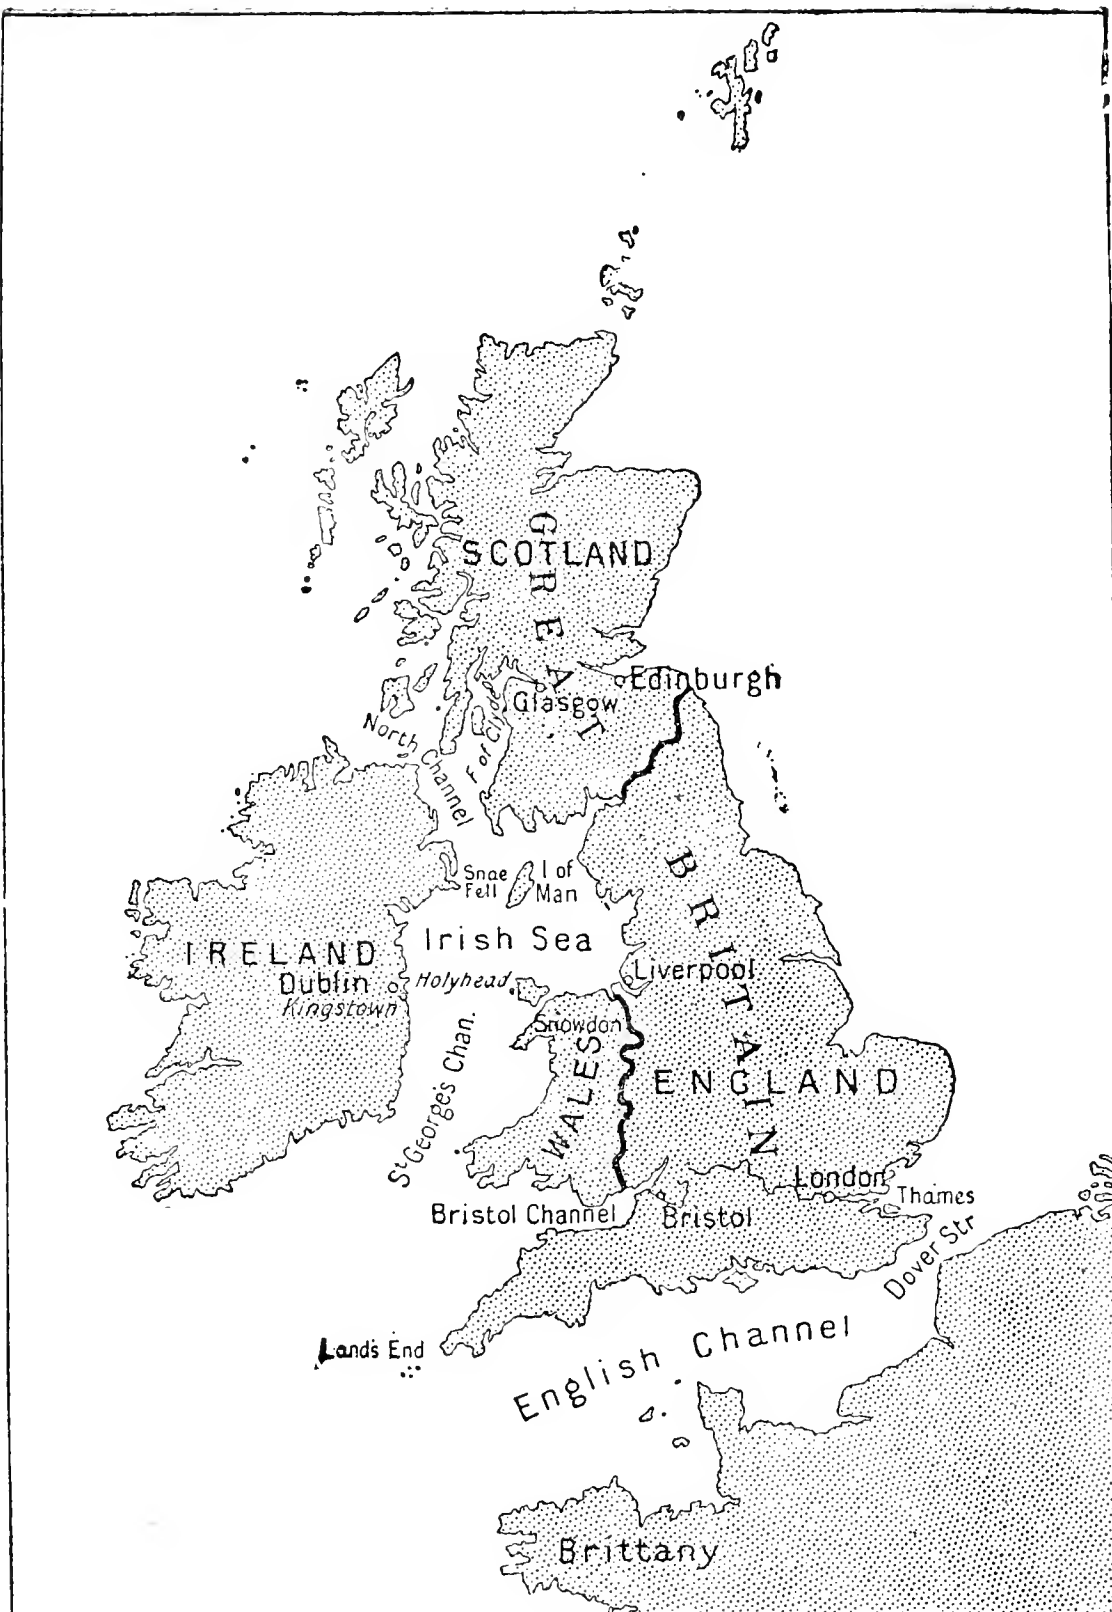 SCOTLAND
GREAT
Edinburgh
Glasgow
F of Clyde
North Channel
BRITAIN
Snae
Fell
I of
Man
Irish Sea
IRELAND
Dublin
Kingstown
Holyhead
Liverpool
Snowdon
WALES
St George's Chan.
ENGLAND
London
Thames
Bristol Channel
Bristol
Dover Str
Land's End
English Channel
Brittany